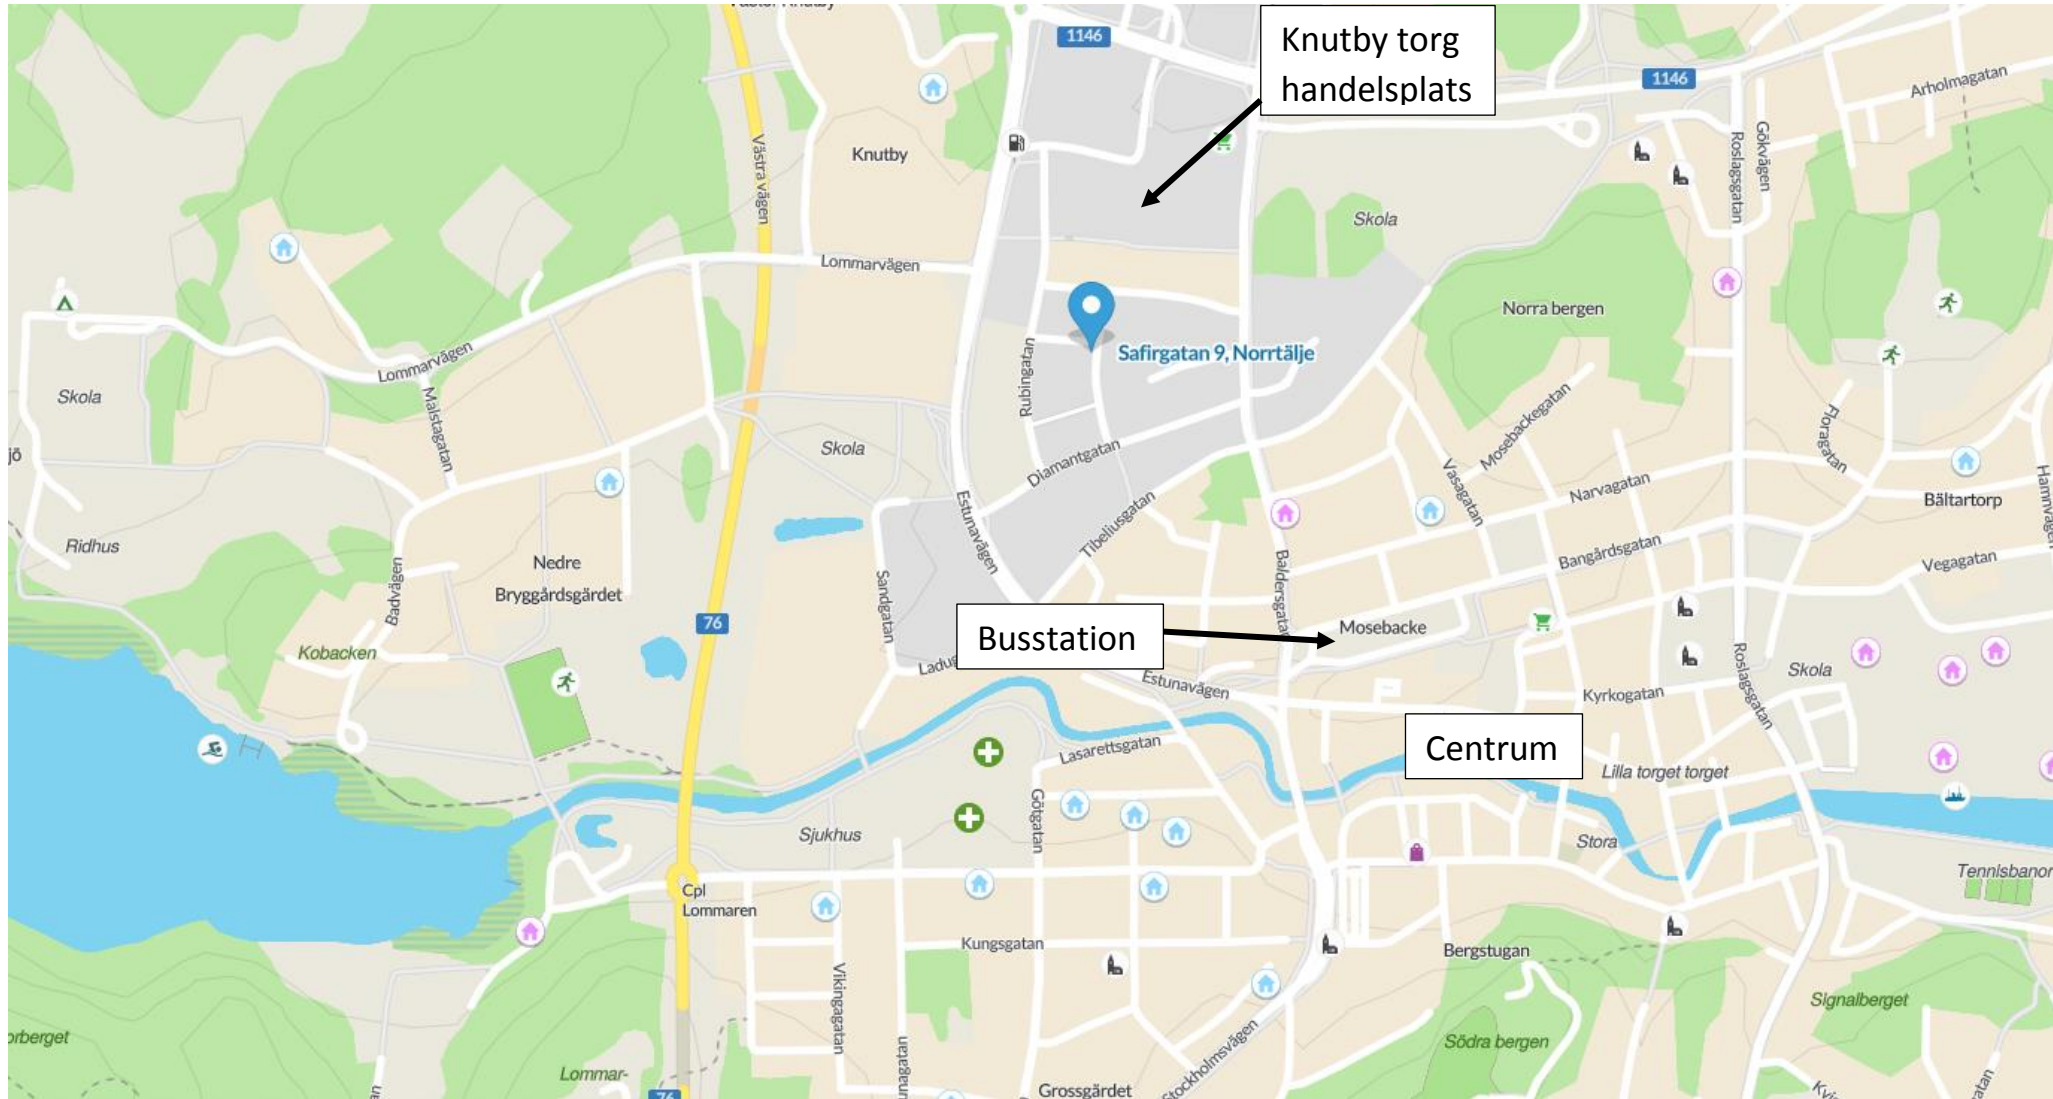 1146
Knutby torg
handelsplats
1146
Arholmagatan
Västra vägen
Knutby
Roslagsgatan
Gökvägen
Skola
Lommarvägen
Norra bergen
Safirgatan 9, Norrtälje
Rubingatan
Lommarvägen
Skola
Malstagatan
Mosebackegatan
Floragatan
Skola
Diamantgatan
Vasagatan
Narvagatan
Bältartorp
Hamnvägen
Estunavägen
Tibeliusgatan
Ridhus
Nedre
Bryggårdsgärdet
Badvägen
Sandgatan
Baldersgatan
Bangårdsgatan
Vegagatan
76
Busstation
Mosebacke
Kobacken
Estunavägen
Kyrkogatan
Roslagsgatan
Skola
Centrum
Lasarettsgatan
Lilla torget torget
Götgatan
Sjukhus
Stora
Tennisbanor
Cpl
Lommaren
Kungsgatan
Bergstugan
Vikingagatan
Signalberget
Stockholmsvägen
Södra bergen
Lommar-
76
Grossgärdet